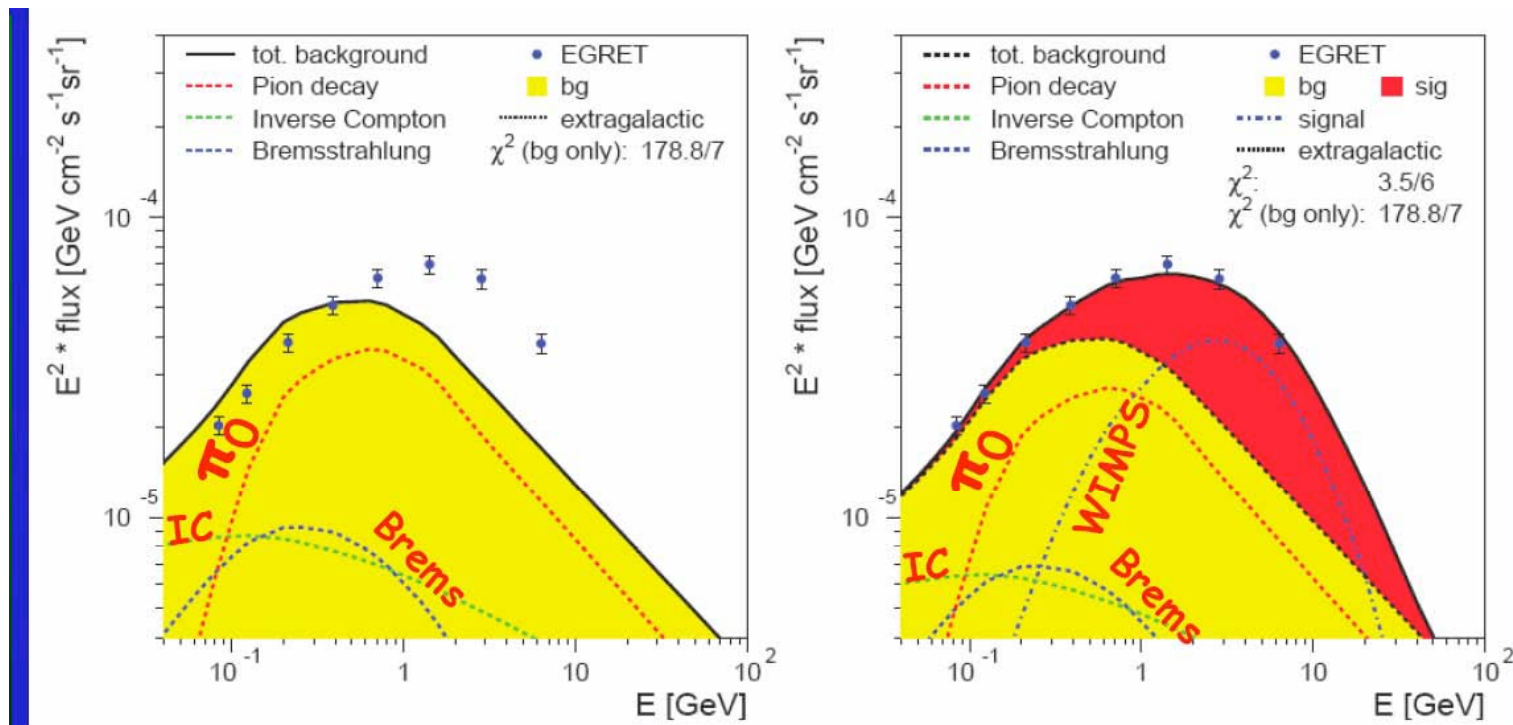 E² * flux [GeV cm⁻² s⁻¹sr⁻¹]
tot. background
Pion decay
Inverse Compton
Bremsstrahlung
EGRET
bg
extragalactic
χ² (bg only): 178.8/7
10⁻⁴
10⁻⁵
π0
IC
Brems
10⁻¹
1
10
10²
E [GeV]
E² * flux [GeV cm⁻² s⁻¹sr⁻¹]
tot. background
Pion decay
Inverse Compton
Bremsstrahlung
EGRET
bg
sig
signal
extragalactic
χ²: 3.5/6
χ² (bg only): 178.8/7
10⁻⁴
10⁻⁵
π0
WIMPS
IC
Brems
10⁻¹
1
10
10²
E [GeV]